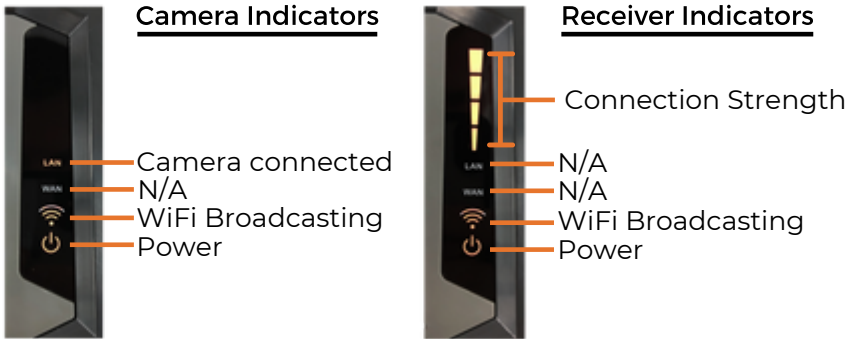 Camera Indicators
LAN
Camera connected
WAN
N/A
WiFi Broadcasting
Power
Receiver Indicators
Connection Strength
LAN
N/A
WAN
N/A
WiFi Broadcasting
Power